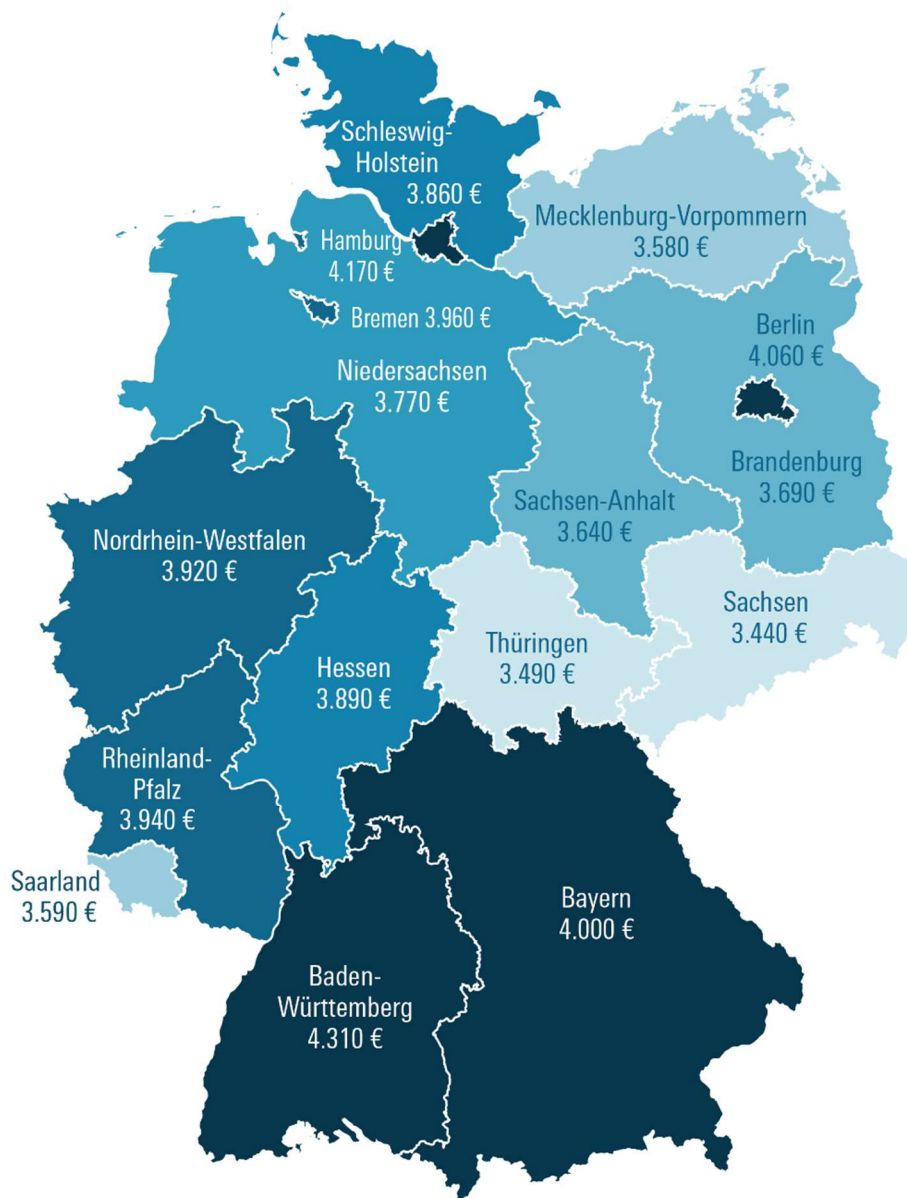 Schleswig-
Holstein
3.860 €
Mecklenburg-Vorpommern
3.580 €
Hamburg
4.170 €
Bremen 3.960 €
Berlin
4.060 €
Niedersachsen
3.770 €
Brandenburg
3.690 €
Sachsen-Anhalt
3.640 €
Nordrhein-Westfalen
3.920 €
Sachsen
3.440 €
Thüringen
3.490 €
Hessen
3.890 €
Rheinland-
Pfalz
3.940 €
Saarland
3.590 €
Bayern
4.000 €
Baden-
Württemberg
4.310 €